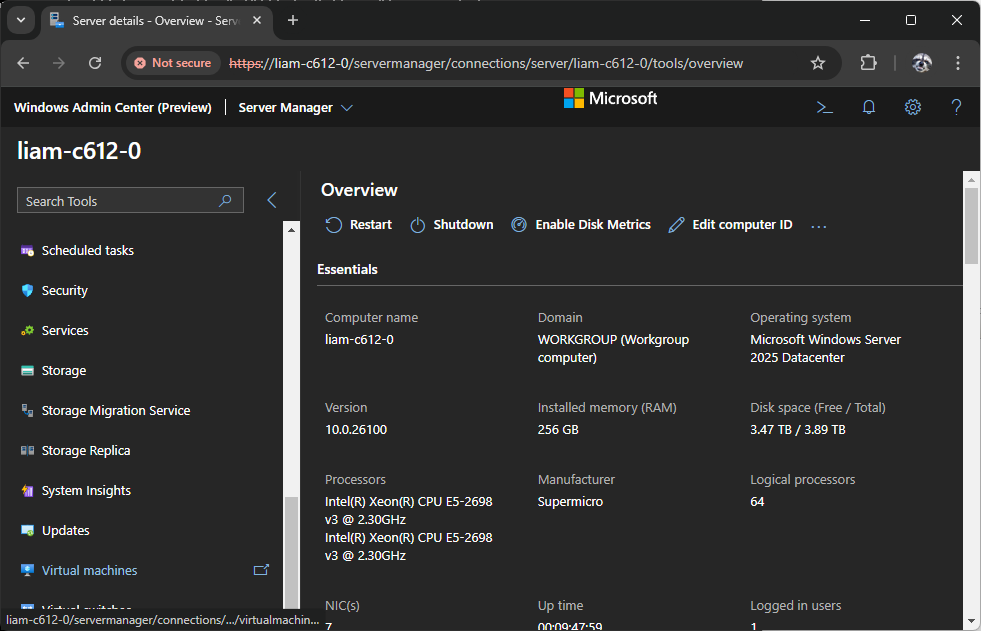 Server details - Overview - Serv
Not secure
https://liam-c612-0/servermanager/connections/server/liam-c612-0/tools/overview
Windows Admin Center (Preview)
Server Manager
Microsoft
liam-c612-0
Search Tools
Scheduled tasks
Security
Services
Storage
Storage Migration Service
Storage Replica
System Insights
Updates
Virtual machines
Virtual switches
liam-c612-0/servermanager/connections/.../virtualmachin...
Overview
Restart
Shutdown
Enable Disk Metrics
Edit computer ID
...
Essentials
Computer name
liam-c612-0
Domain
WORKGROUP (Workgroup
computer)
Operating system
Microsoft Windows Server
2025 Datacenter
Version
10.0.26100
Installed memory (RAM)
256 GB
Disk space (Free / Total)
3.47 TB / 3.89 TB
Processors
Intel(R) Xeon(R) CPU E5-2698
v3 @ 2.30GHz
Intel(R) Xeon(R) CPU E5-2698
v3 @ 2.30GHz
Manufacturer
Supermicro
Logical processors
64
NIC(s)
7
Up time
00:09:47:59
Logged in users
1